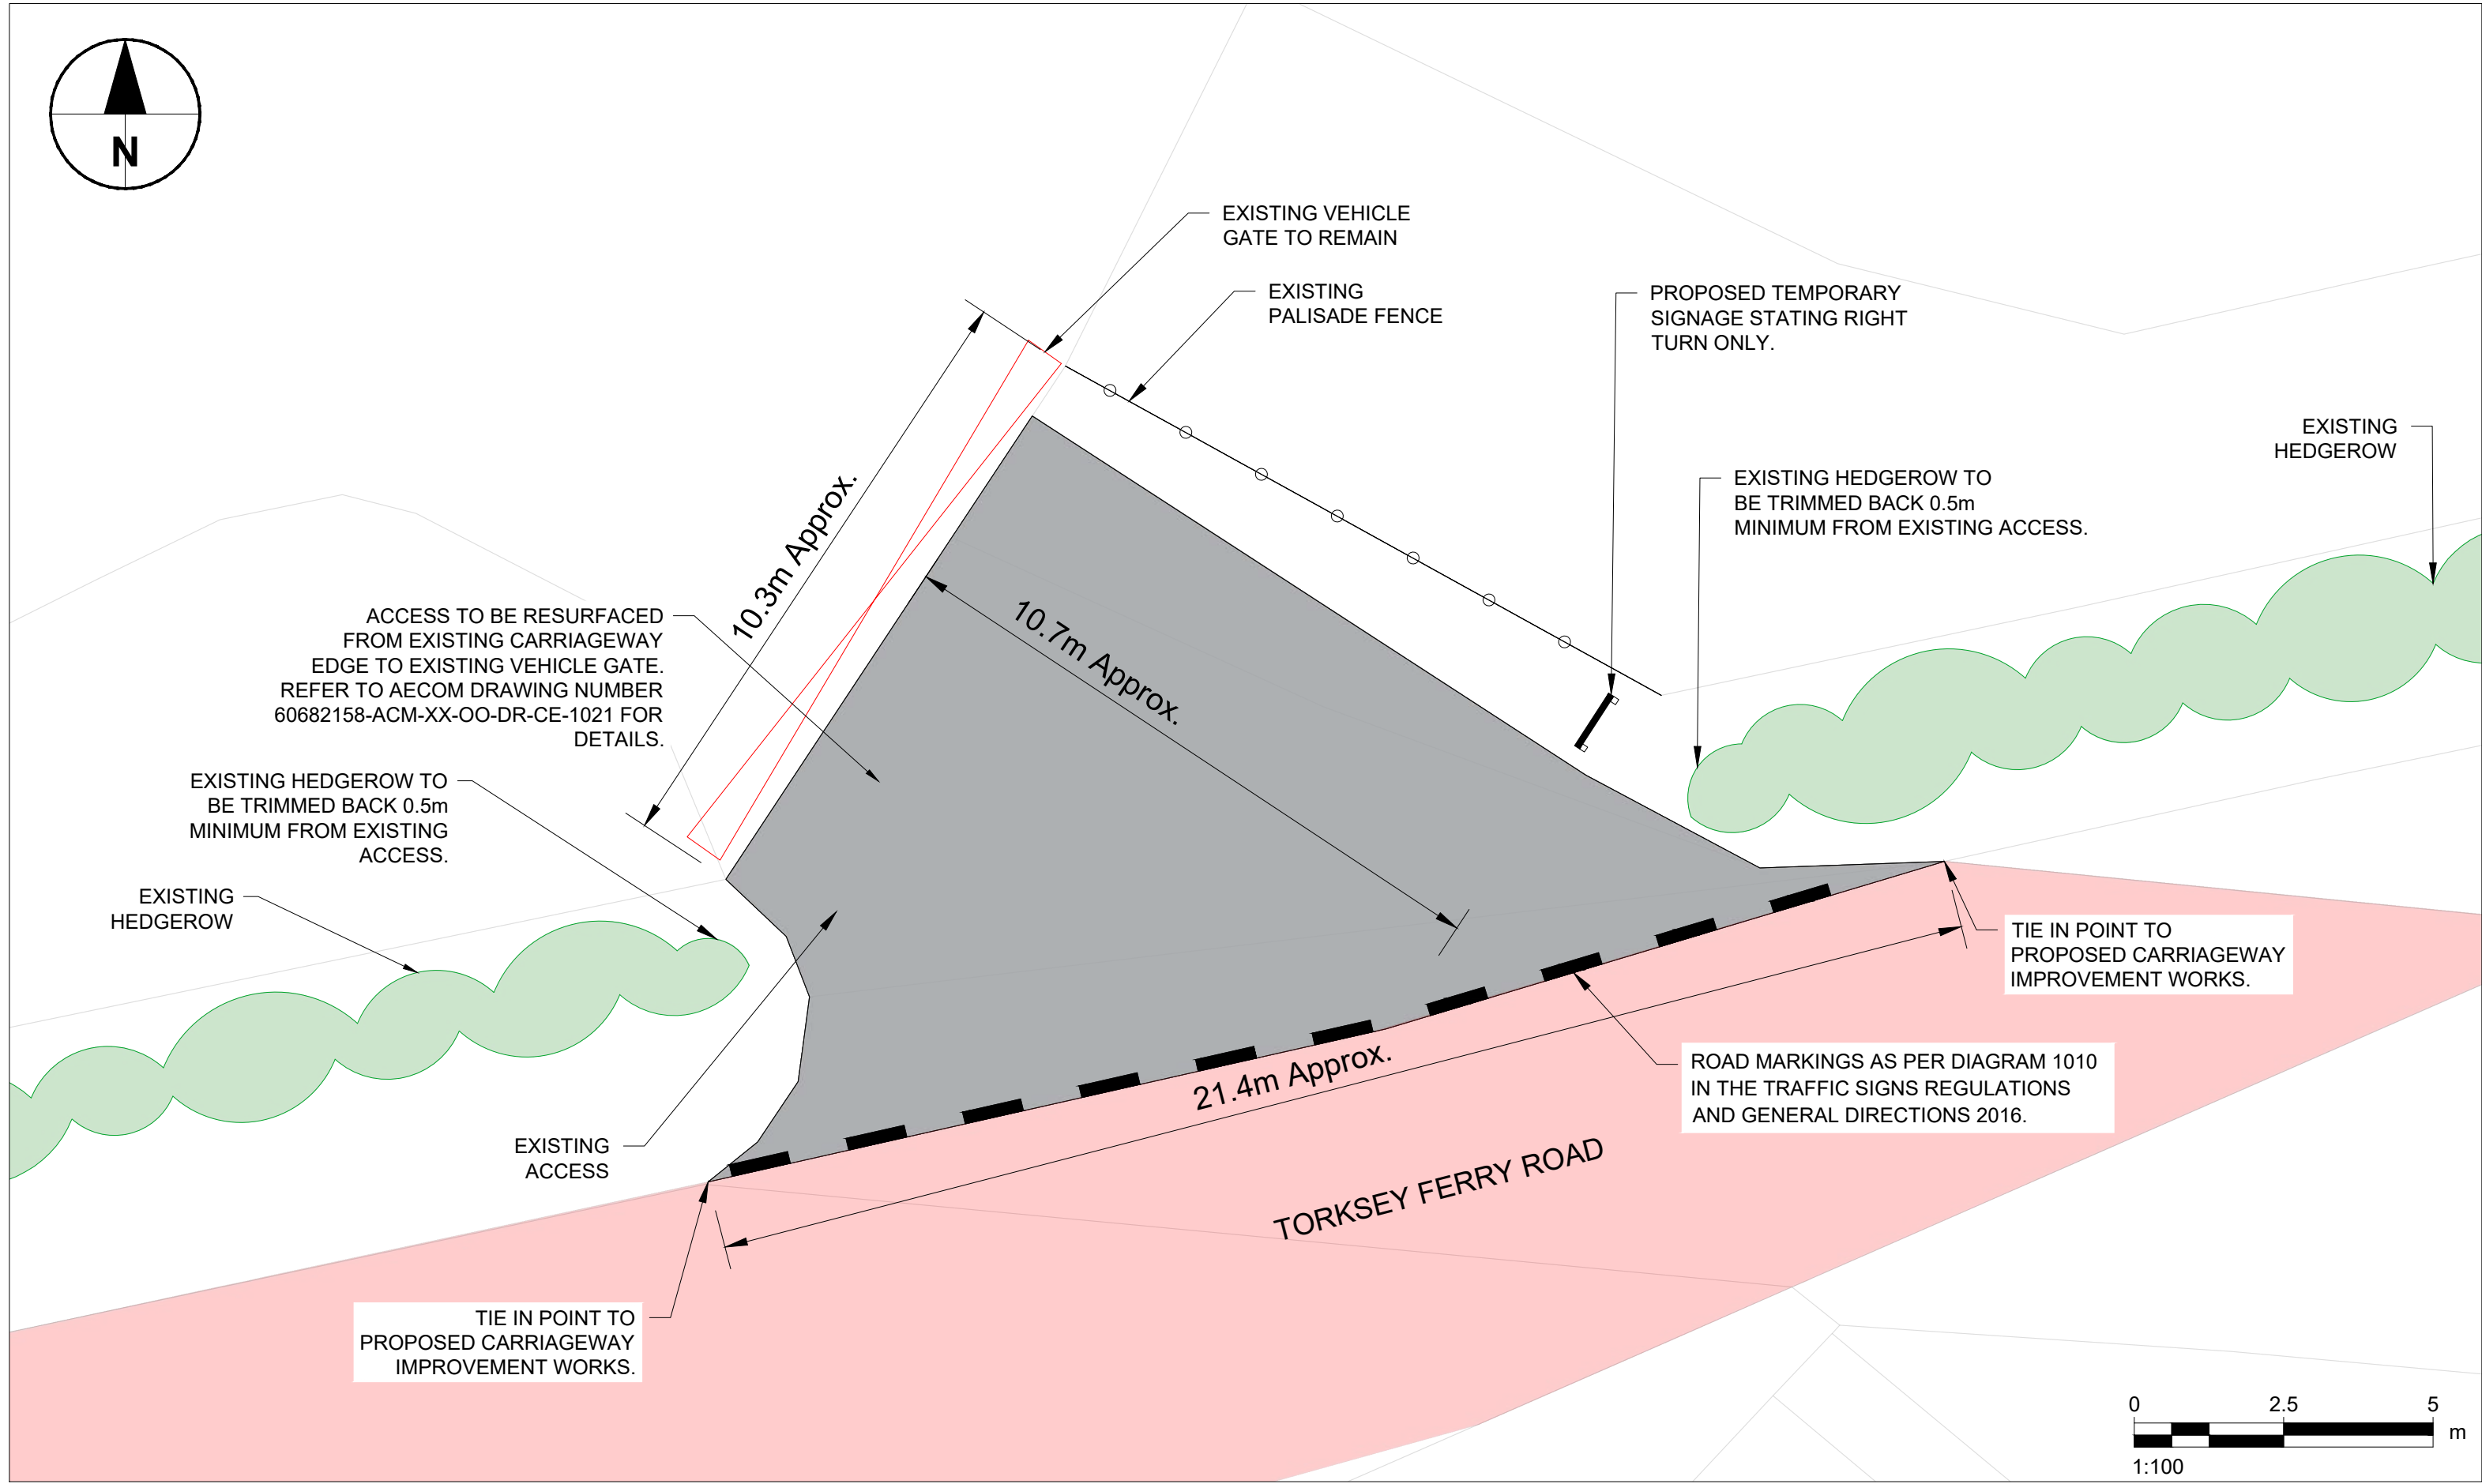 N
EXISTING VEHICLE
GATE TO REMAIN
EXISTING
PALISADE FENCE
PROPOSED TEMPORARY
SIGNAGE STATING RIGHT
TURN ONLY.
EXISTING
HEDGEROW
EXISTING HEDGEROW TO
BE TRIMMED BACK 0.5m
MINIMUM FROM EXISTING ACCESS.
10.3m Approx.
10.7m Approx.
ACCESS TO BE RESURFACED
FROM EXISTING CARRIAGEWAY
EDGE TO EXISTING VEHICLE GATE.
REFER TO AECOM DRAWING NUMBER
60682158-ACM-XX-OO-DR-CE-1021 FOR
DETAILS.
EXISTING HEDGEROW TO
BE TRIMMED BACK 0.5m
MINIMUM FROM EXISTING
ACCESS.
EXISTING
HEDGEROW
TIE IN POINT TO
PROPOSED CARRIAGEWAY
IMPROVEMENT WORKS.
21.4m Approx.
ROAD MARKINGS AS PER DIAGRAM 1010
IN THE TRAFFIC SIGNS REGULATIONS
AND GENERAL DIRECTIONS 2016.
EXISTING
ACCESS
TORKSEY FERRY ROAD
TIE IN POINT TO
PROPOSED CARRIAGEWAY
IMPROVEMENT WORKS.
0 2.5 5
m
1:100